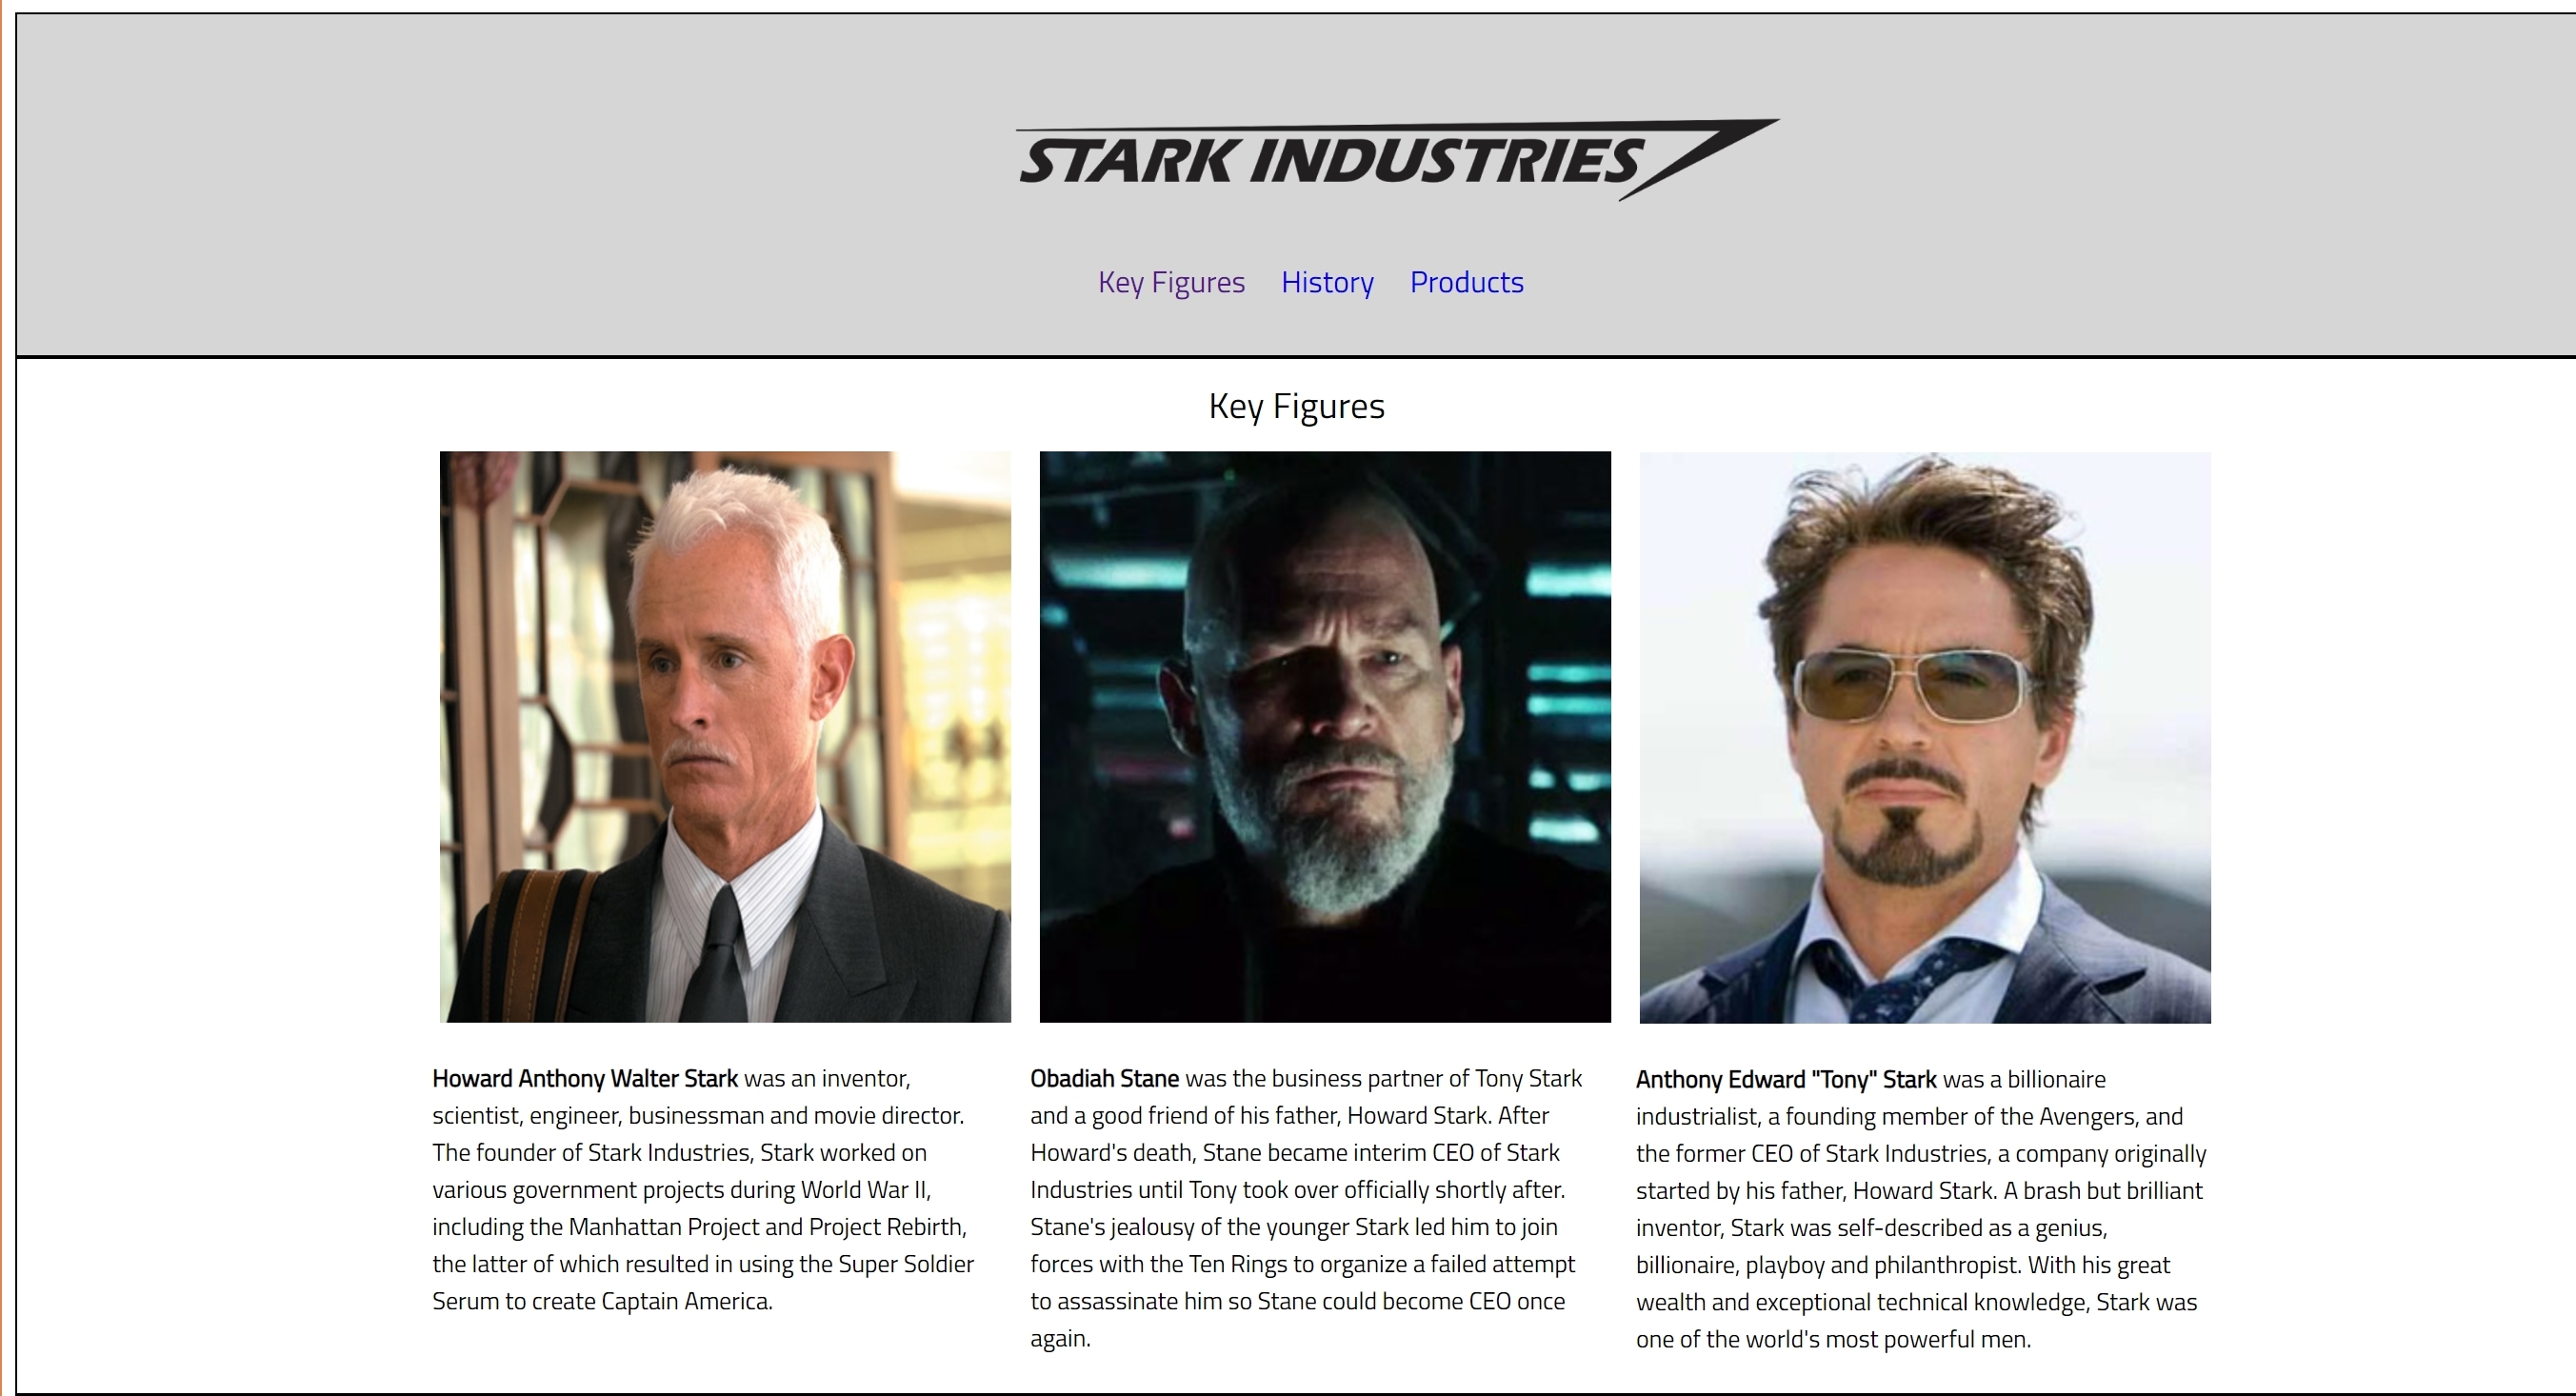 STARK INDUSTRIES
Key Figures History Products
Key Figures
Howard Anthony Walter Stark was an inventor,
scientist, engineer, businessman and movie director.
The founder of Stark Industries, Stark worked on
various government projects during World War II,
including the Manhattan Project and Project Rebirth,
the latter of which resulted in using the Super Soldier
Serum to create Captain America.
Obadiah Stane was the business partner of Tony Stark
and a good friend of his father, Howard Stark. After
Howard's death, Stane became interim CEO of Stark
Industries until Tony took over officially shortly after.
Stane's jealousy of the younger Stark led him to join
forces with the Ten Rings to organize a failed attempt
to assassinate him so Stane could become CEO once
again.
Anthony Edward "Tony" Stark was a billionaire
industrialist, a founding member of the Avengers, and
the former CEO of Stark Industries, a company originally
started by his father, Howard Stark. A brash but brilliant
inventor, Stark was self-described as a genius,
billionaire, playboy and philanthropist. With his great
wealth and exceptional technical knowledge, Stark was
one of the world's most powerful men.